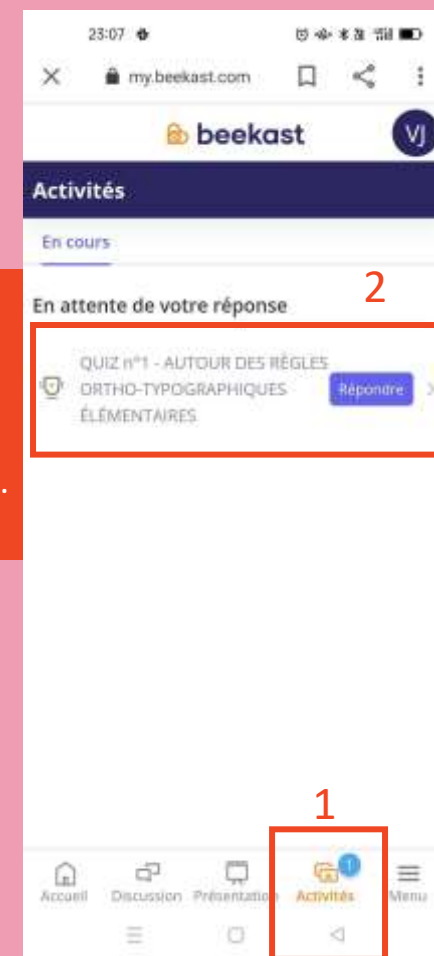 23:07
my.beekast.com
beekast
VJ
Activités
En cours
En attente de votre réponse
2
QUIZ n°1 - AUTOUR DES RÈGLES
ORTHO-TYPOGRAPHIQUES
ÉLÉMENTAIRES
Répondre
.
1
1
Accueil
Discussion
Présentation
Activités
Menu